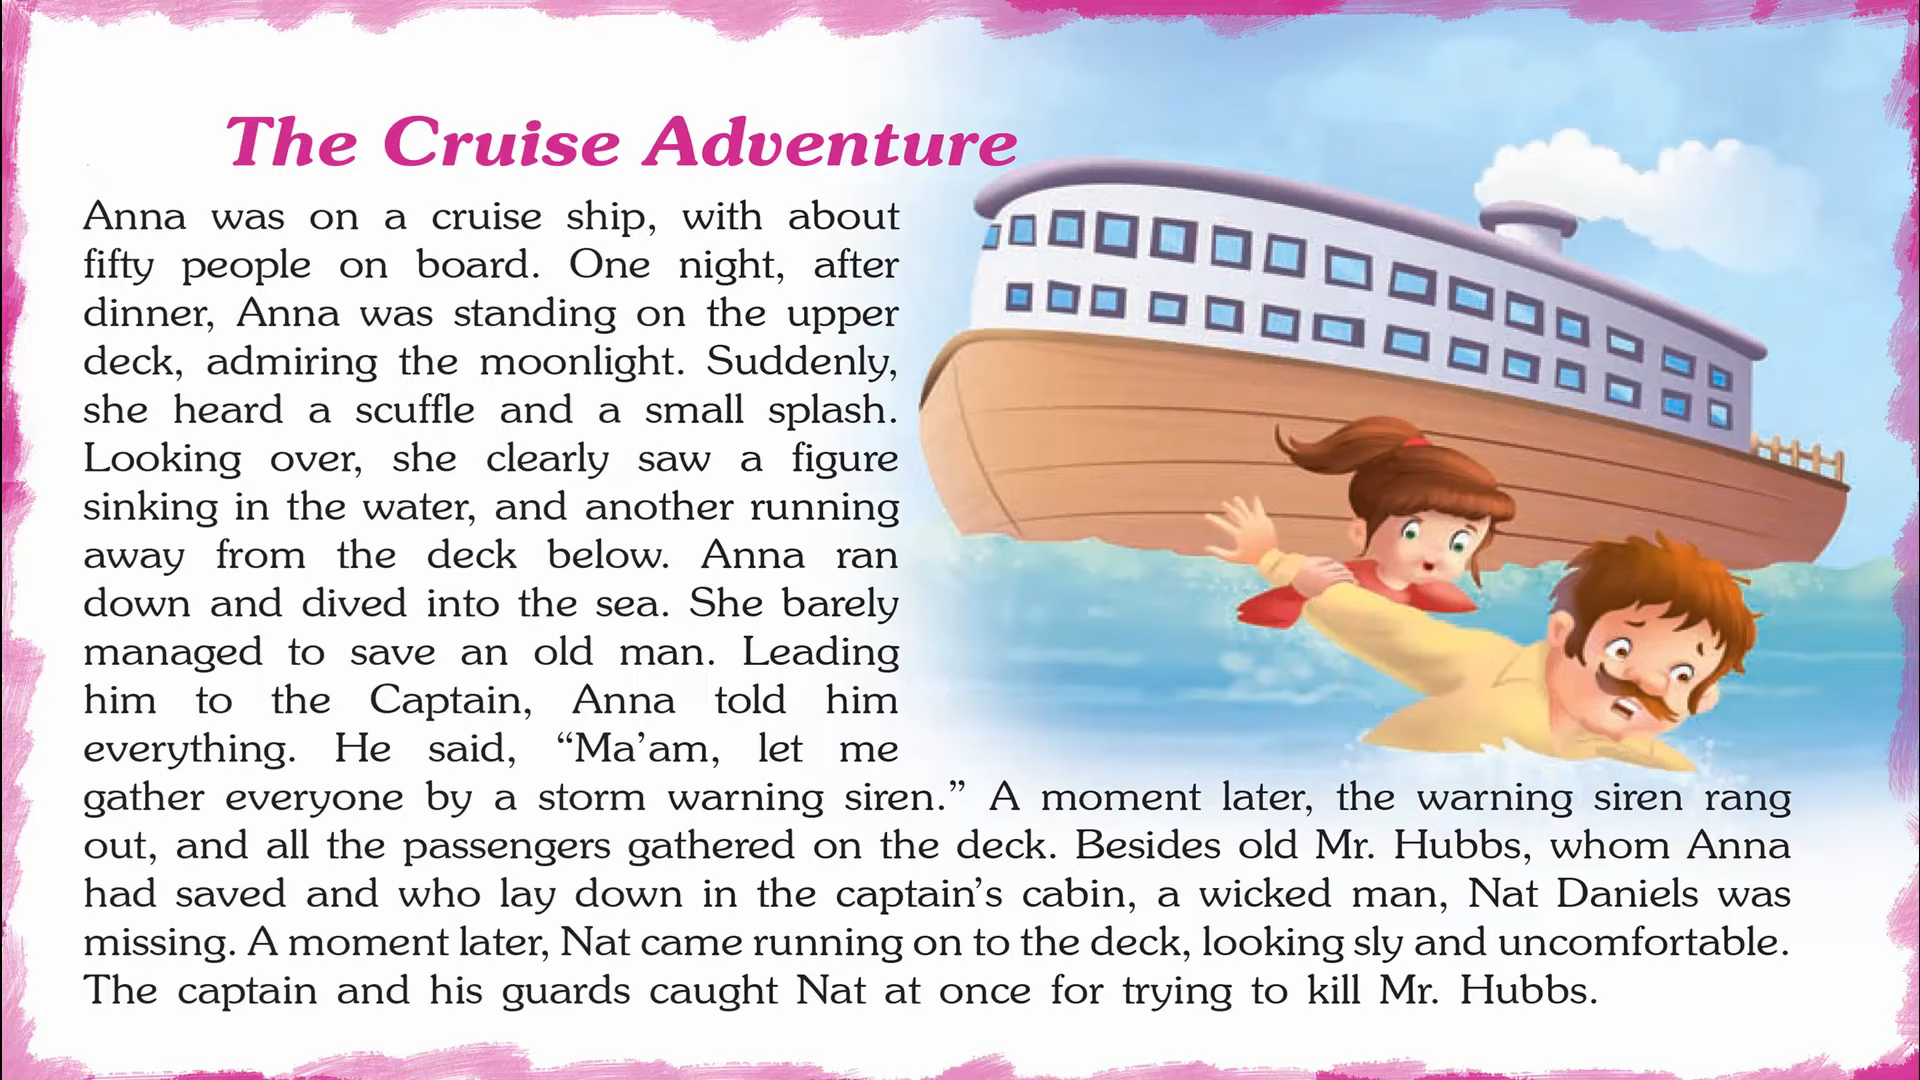 The Cruise Adventure
Anna was on a cruise ship, with about
fifty people on board. One night, after
dinner, Anna was standing on the upper
deck, admiring the moonlight. Suddenly,
she heard a scuffle and a small splash.
Looking over, she clearly saw a figure
sinking in the water, and another running
away from the deck below. Anna ran
down and dived into the sea. She barely
managed to save an old man. Leading
him to the Captain, Anna told him
everything. He said, “Ma’am, let me
gather everyone by a storm warning siren.” A moment later, the warning siren rang
out, and all the passengers gathered on the deck. Besides old Mr. Hubbs, whom Anna
had saved and who lay down in the captain’s cabin, a wicked man, Nat Daniels was
missing. A moment later, Nat came running on to the deck, looking sly and uncomfortable.
The captain and his guards caught Nat at once for trying to kill Mr. Hubbs.